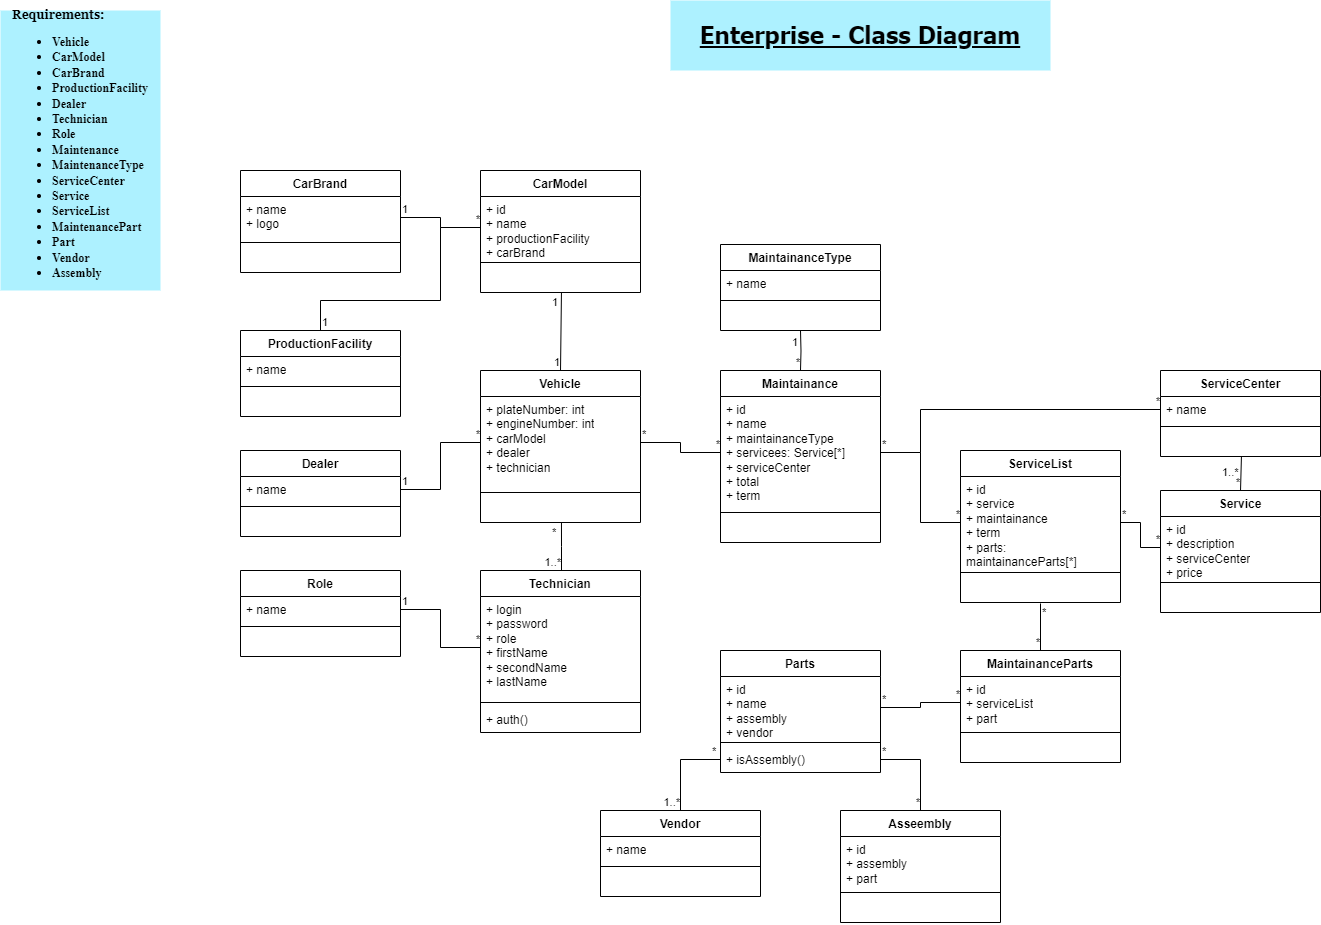 Requirements:
Vehicle
CarModel
CarBrand
ProductionFacility
Dealer
Technician
Role
Maintenance
MaintenanceType
ServiceCenter
Service
ServiceList
MaintenancePart
Part
Vendor
Assembly
Enterprise - Class Diagram
CarBrand
+ name
+ logo
1
CarModel
+ id
+ name
+ productionFacility
+ carBrand
*
1
1
ProductionFacility
+ name
1
MaintainanceType
+ name
1
*
Vehicle
+ plateNumber: int
+ engineNumber: int
+ carModel
+ dealer
+ technician
*
*
*
Dealer
+ name
1
Maintainance
+ id
+ name
+ maintainanceType
+ servicees: Service[*]
+ serviceCenter
+ total
+ term
*
*
ServiceCenter
+ name
*
1..*
*
ServiceList
+ id
+ service
+ maintainance
+ term
+ parts:
maintainanceParts[*]
*
*
*
Service
+ id
+ description
+ serviceCenter
+ price
*
Role
+ name
1
1..*
Technician
+ login
+ password
+ role
+ firstName
+ secondName
+ lastName
+ auth()
*
Parts
+ id
+ name
+ assembly
+ vendor
+ isAssembly()
*
*
*
MaintainanceParts
+ id
+ serviceList
+ part
*
*
1..*
Vendor
+ name
*
Asseembly
+ id
+ assembly
+ part